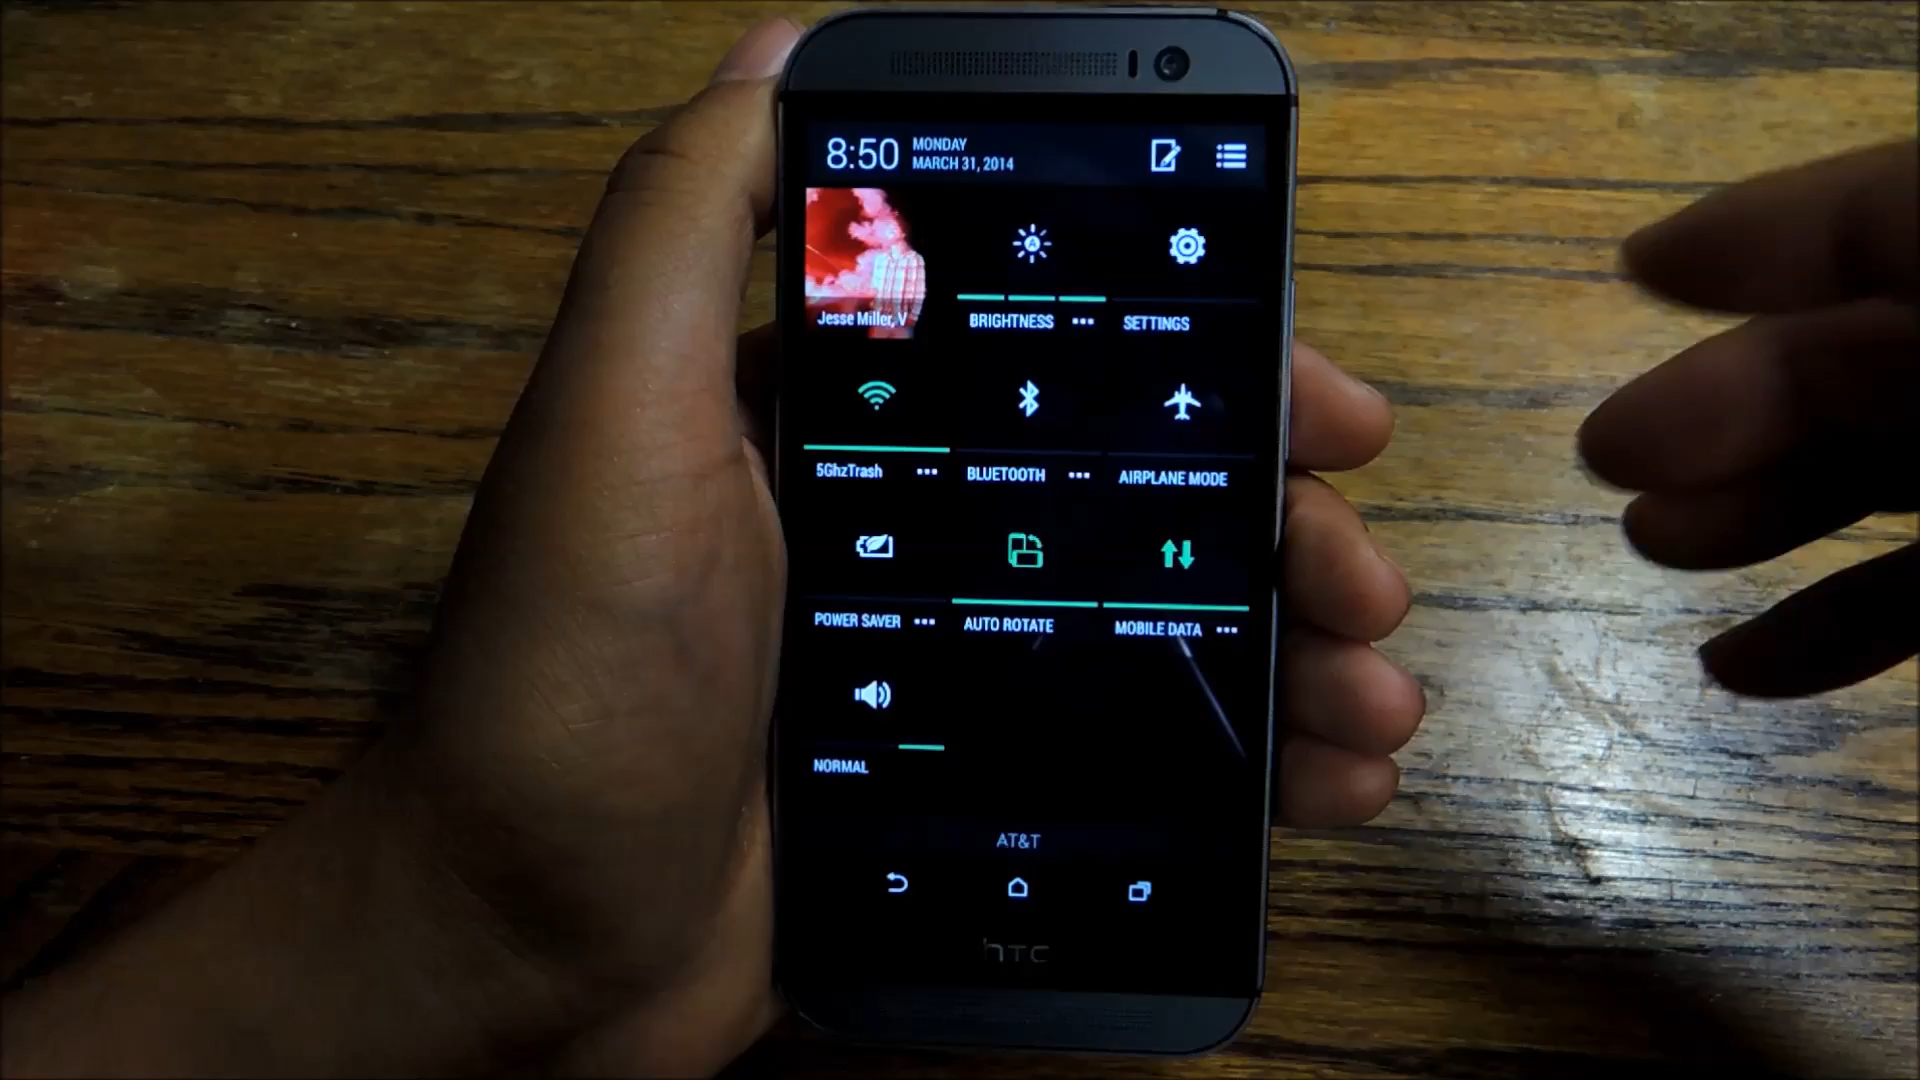 8:50
MONDAY
MARCH 31, 2014
Jesse Miller, V
BRIGHTNESS
SETTINGS
5GhzTrash
BLUETOOTH
AIRPLANE MODE
POWER SAVER
AUTO ROTATE
MOBILE DATA
NORMAL
AT&T
hTC